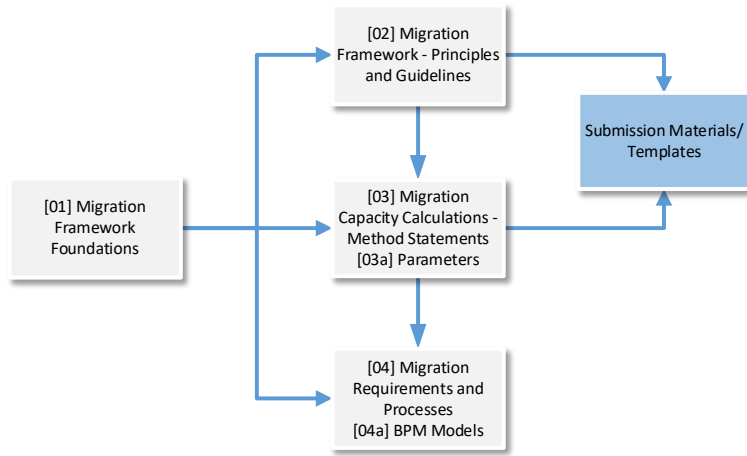 [02] Migration
Framework - Principles
and Guidelines
Submission Materials/
Templates
[01] Migration
Framework
Foundations
[03] Migration
Capacity Calculations -
Method Statements
[03a] Parameters
[04] Migration
Requirements and
Processes
[04a] BPM Models